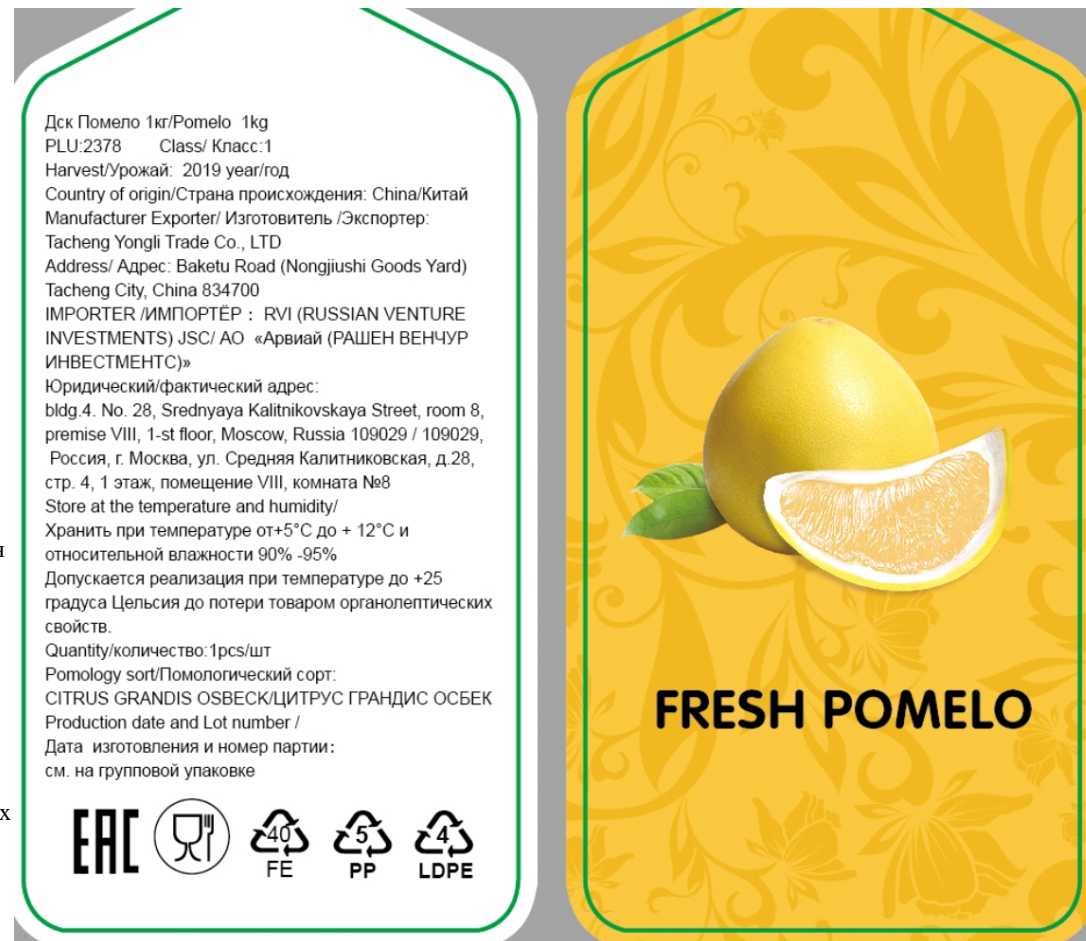 Дск Помело 1кг/Pomelo 1kg
PLU:2378 Class/ Класс:1
Harvest/Урожай: 2019 year/год
Country of origin/Страна происхождения: China/Китай
Manufacturer Exporter/ Изготовитель /Экспортер:
Tacheng Yongli Trade Co., LTD
Address/ Адрес: Baketu Road (Nongjiushi Goods Yard)
Tacheng City, China 834700
IMPORTER /ИМПОРТЁР : RVI (RUSSIAN VENTURE
INVESTMENTS) JSC/ АО «Арвиай (РАШЕН ВЕНЧУР
ИНВЕСТМЕНТС)»
Юридический/фактический адрес:
bldg.4. No. 28, Srednyaya Kalitnikovskaya Street, room 8,
premise VIII, 1-st floor, Moscow, Russia 109029 / 109029,
Россия, г. Москва, ул. Средняя Калитниковская, д.28,
стр. 4, 1 этаж, помещение VIII, комната №8
Store at the temperature and humidity/
Хранить при температуре от+5°С до + 12°С и
относительной влажности 90% -95%
Допускается реализация при температуре до +25
градуса Цельсия до потери товаром органолептических
свойств.
Quantity/количество:1pcs/шт
Pomology sort/Помологический сорт:
CITRUS GRANDIS OSBECK/ЦИТРУС ГРАНДИС ОСБЕК
Production date and Lot number /
Дата изготовления и номер партии:
см. на групповой упаковке
EAC
40
FE
5
PP
4
LDPE
FRESH POMELO
х